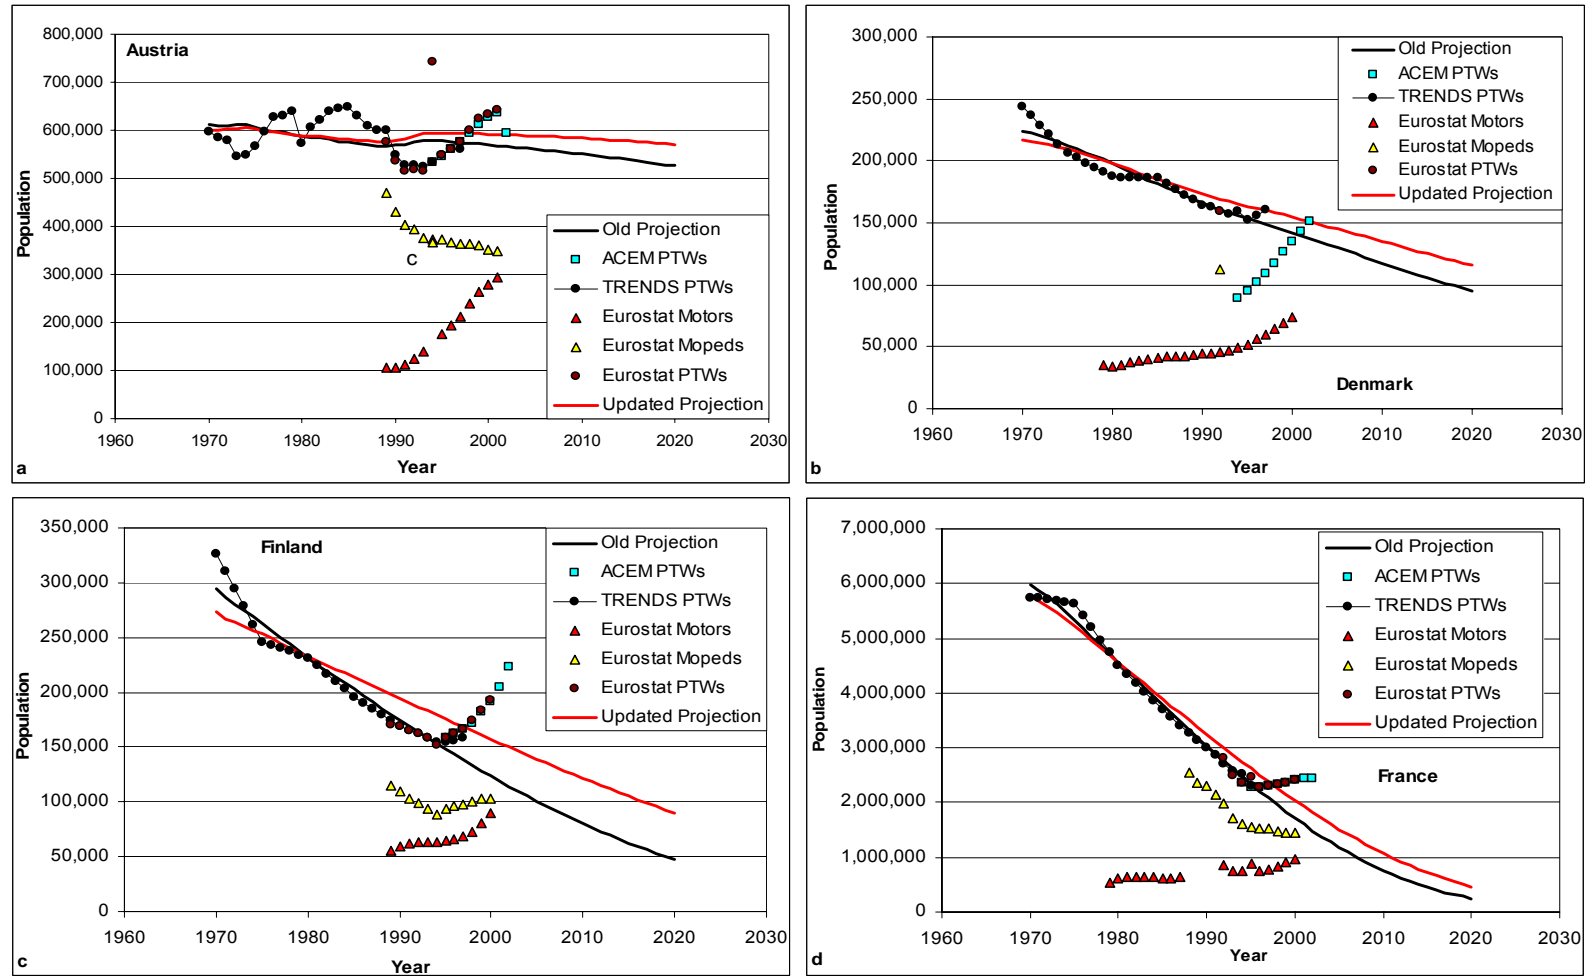 Austria
800,000
700,000
600,000
500,000
400,000
300,000
200,000
100,000
0
Population
C
Old Projection
ACEM PTWs
TRENDS PTWs
Eurostat Motors
Eurostat Mopeds
Eurostat PTWs
Updated Projection
1960 1970 1980 1990 2000 2010 2020 2030
Year
a
300,000
250,000
200,000
150,000
100,000
50,000
0
Population
Old Projection
ACEM PTWs
TRENDS PTWs
Eurostat Motors
Eurostat Mopeds
Eurostat PTWs
Updated Projection
Denmark
1960 1970 1980 1990 2000 2010 2020 2030
Year
b
Finland
350,000
300,000
250,000
200,000
150,000
100,000
50,000
0
Population
Old Projection
ACEM PTWs
TRENDS PTWs
Eurostat Motors
Eurostat Mopeds
Eurostat PTWs
Updated Projection
1960 1970 1980 1990 2000 2010 2020 2030
Year
c
7,000,000
6,000,000
5,000,000
4,000,000
3,000,000
2,000,000
1,000,000
0
Population
Old Projection
ACEM PTWs
TRENDS PTWs
Eurostat Motors
Eurostat Mopeds
Eurostat PTWs
Updated Projection
France
1960 1970 1980 1990 2000 2010 2020 2030
Year
d